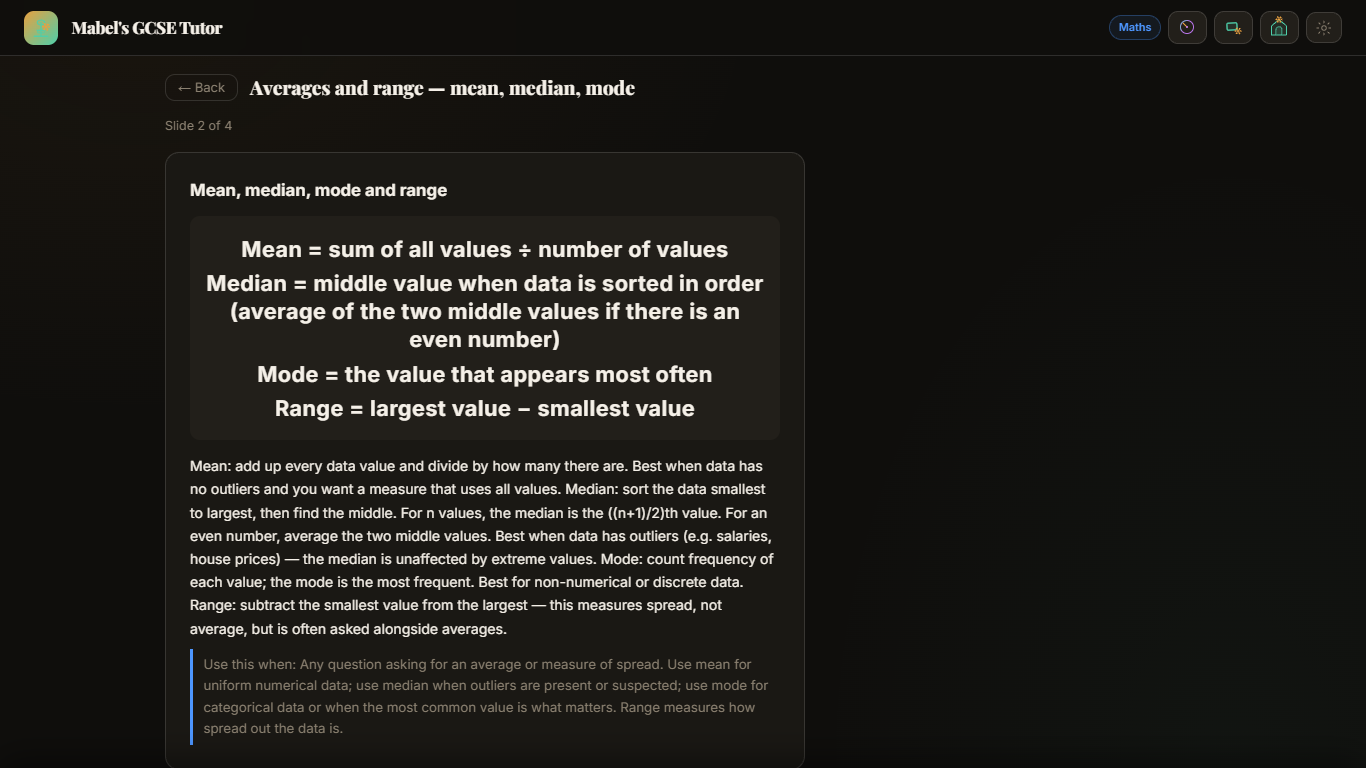 Mabel's GCSE Tutor
Maths
← Back
Averages and range — mean, median, mode
Slide 2 of 4
Mean, median, mode and range
Mean = sum of all values ÷ number of values
Median = middle value when data is sorted in order
(average of the two middle values if there is an
even number)
Mode = the value that appears most often
Range = largest value − smallest value
Mean: add up every data value and divide by how many there are. Best when data has
no outliers and you want a measure that uses all values. Median: sort the data smallest
to largest, then find the middle. For n values, the median is the ((n+1)/2)th value. For an
even number, average the two middle values. Best when data has outliers (e.g. salaries,
house prices) — the median is unaffected by extreme values. Mode: count frequency of
each value; the mode is the most frequent. Best for non-numerical or discrete data.
Range: subtract the smallest value from the largest — this measures spread, not
average, but is often asked alongside averages.
Use this when: Any question asking for an average or measure of spread. Use mean for
uniform numerical data; use median when outliers are present or suspected; use mode for
categorical data or when the most common value is what matters. Range measures how
spread out the data is.